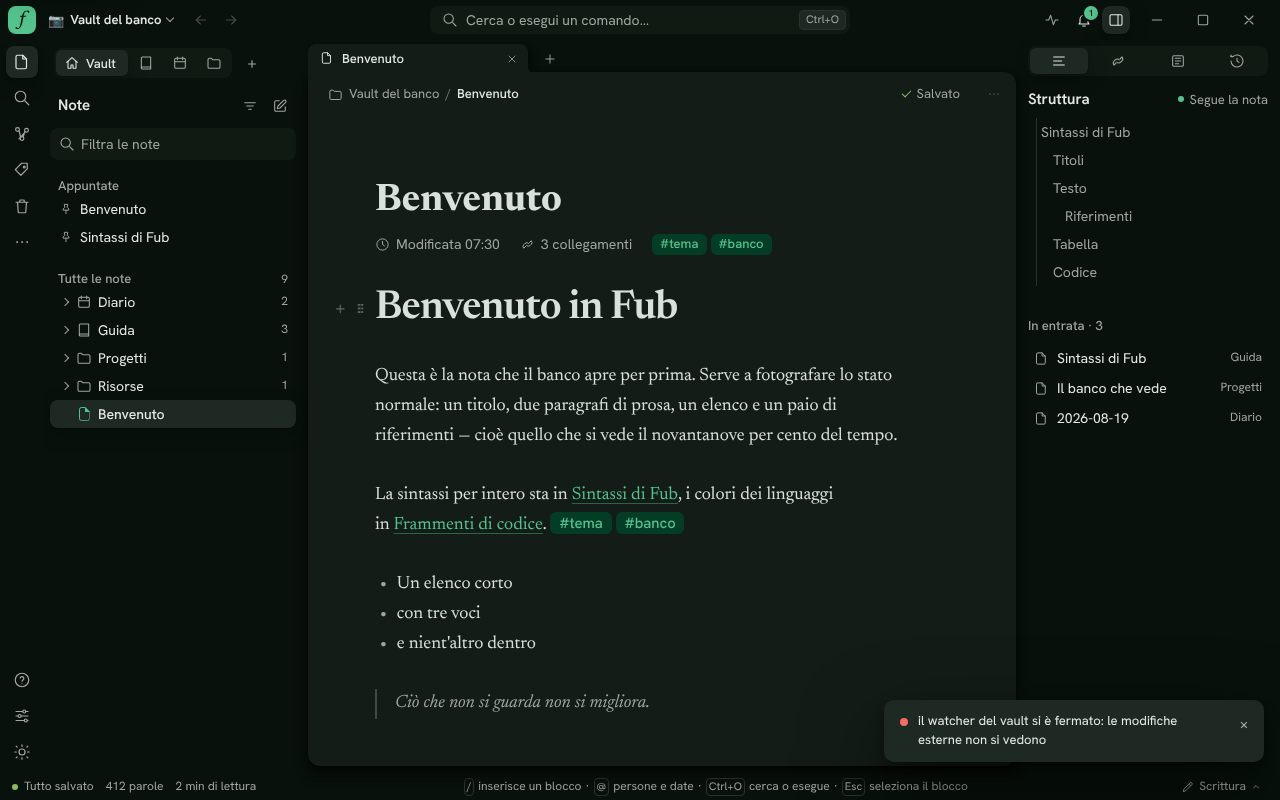 f
Vault del banco
Cerca o esegui un comando...
Ctrl+O
1
Vault
Note
Filtra le note
Appuntate
Benvenuto
Sintassi di Fub
Tutte le note 9
Diario 2
Guida 3
Progetti 1
Risorse 1
Benvenuto
Benvenuto
Vault del banco / Benvenuto
Salvato
Benvenuto
Modificata 07:30
3 collegamenti
#tema #banco
Benvenuto in Fub
Questa è la nota che il banco apre per prima. Serve a fotografare lo stato
normale: un titolo, due paragrafi di prosa, un elenco e un paio di
riferimenti — cioè quello che si vede il novantanove per cento del tempo.
La sintassi per intero sta in Sintassi di Fub, i colori dei linguaggi
in Frammenti di codice. #tema #banco
• Un elenco corto
• con tre voci
• e nient'altro dentro
Ciò che non si guarda non si migliora.
Struttura
Segue la nota
Sintassi di Fub
Titoli
Testo
Riferimenti
Tabella
Codice
In entrata · 3
Sintassi di Fub Guida
Il banco che vede Progetti
2026-08-19 Diario
il watcher del vault si è fermato: le modifiche
esterne non si vedono
Tutto salvato 412 parole 2 min di lettura
/ inserisce un blocco · @ persone e date · Ctrl+O cerca o esegue · Esc seleziona il blocco
Scrittura